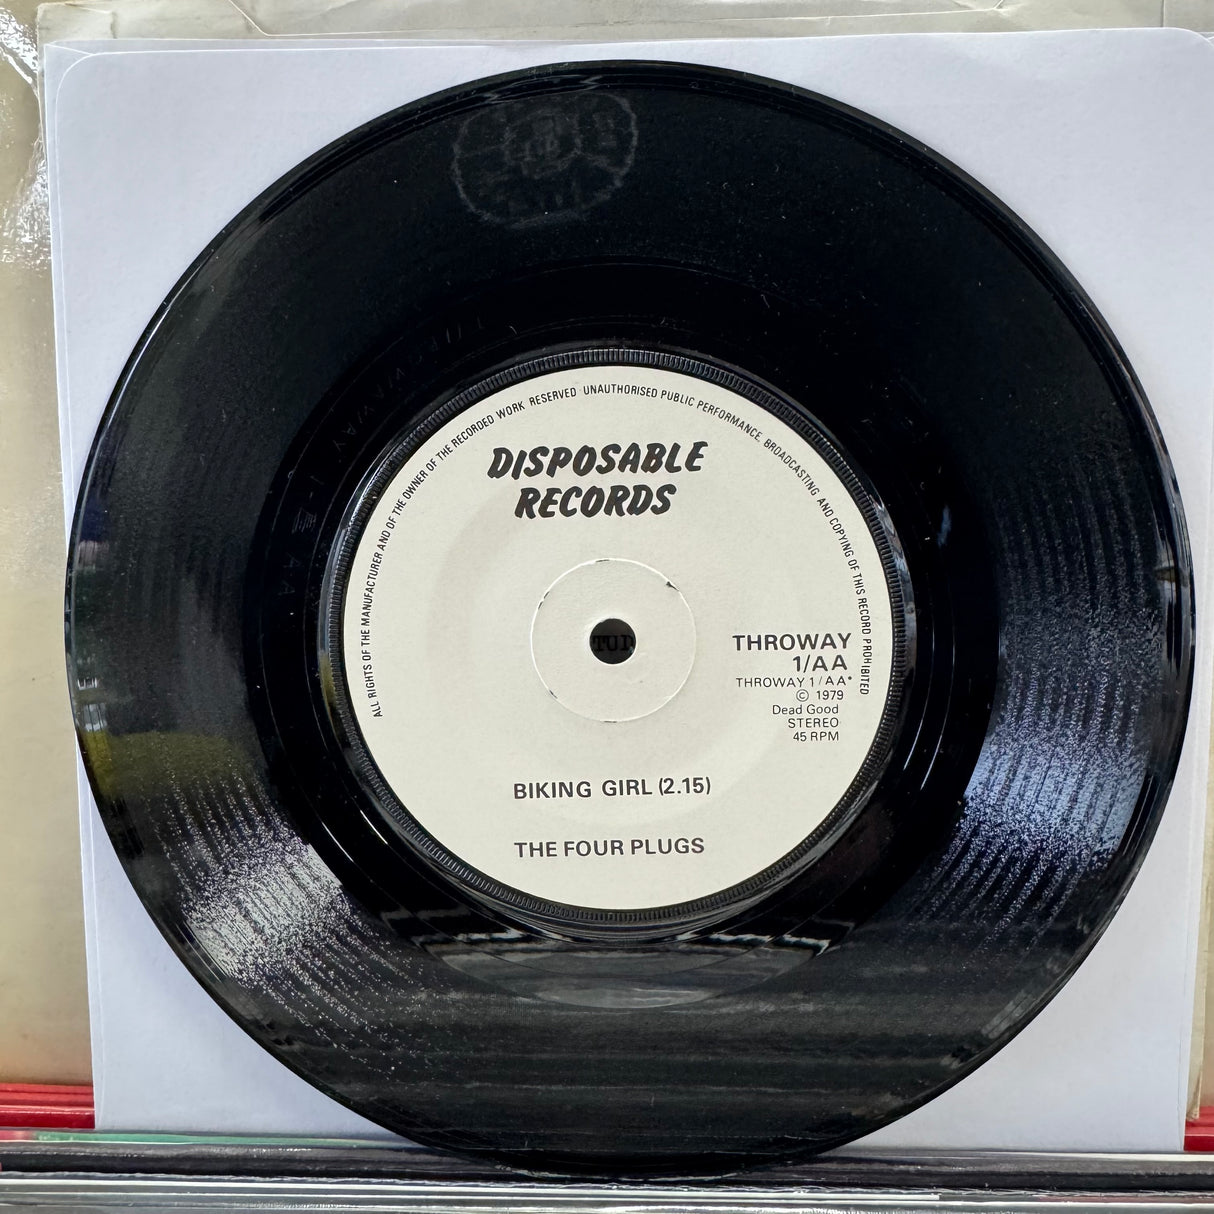 ALL RIGHTS OF THE MANUFACTURER AND OF THE OWNER OF THE RECORDED WORK RESERVED UNAUTHORISED PUBLIC PERFORMANCE, BROADCASTING AND COPYING OF THIS RECORD PROHIBITED
DISPOSABLE
RECORDS
THROWAY
1/AA
THROWAY 1/AA*
© 1979
Dead Good
STEREO
45 RPM
BIKING GIRL (2.15)
THE FOUR PLUGS